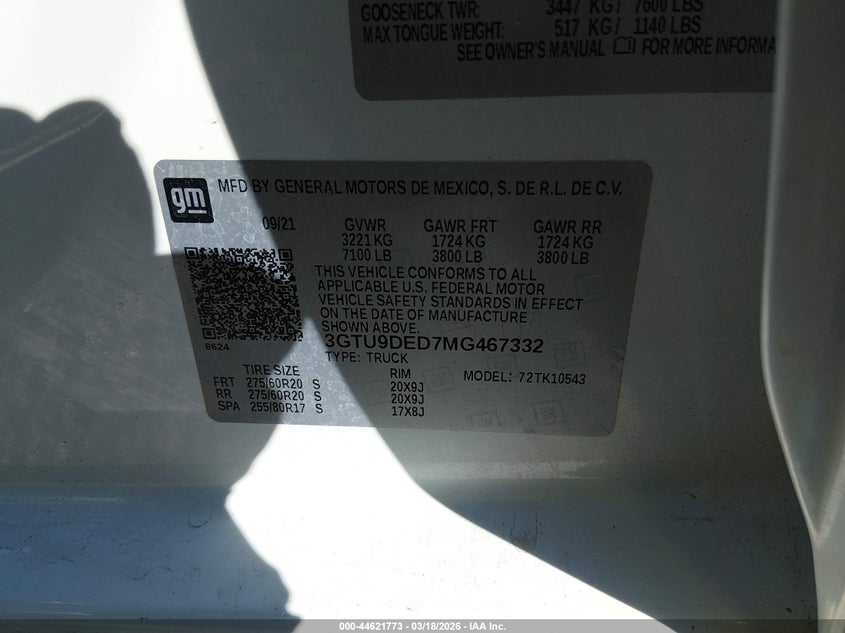 GOOSENECK TWR: 3447 KG / 7600 LBS
MAX TONGUE WEIGHT: 517 KG / 1140 LBS
SEE OWNER'S MANUAL FOR MORE INFORMA
gm
MFD BY GENERAL MOTORS DE MEXICO, S. DE R.L. DE C.V.
09/21 GVWR GAWR FRT GAWR RR
3221 KG 1724 KG 1724 KG
7100 LB 3800 LB 3800 LB
THIS VEHICLE CONFORMS TO ALL
APPLICABLE U.S. FEDERAL MOTOR
VEHICLE SAFETY STANDARDS IN EFFECT
ON THE DATE OF MANUFACTURE
SHOWN ABOVE.
8624
3GTU9DED7MG467332
TYPE: TRUCK
TIRE SIZE RIM MODEL: 72TK10543
FRT 275/60R20 S 20X9J
RR 275/60R20 S 20X9J
SPA 255/80R17 S 17X8J
000-44621773 — 03/18/2026 — IAA Inc.